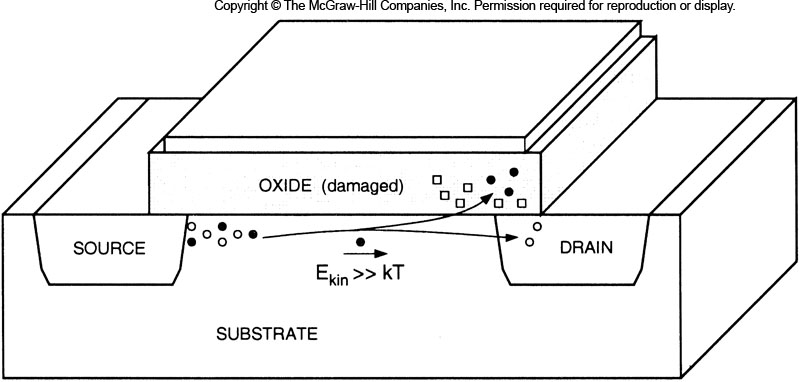 Copyright © The McGraw-Hill Companies, Inc. Permission required for reproduction or display.
OXIDE (damaged)
SOURCE
DRAIN
Ekin >> kT
SUBSTRATE